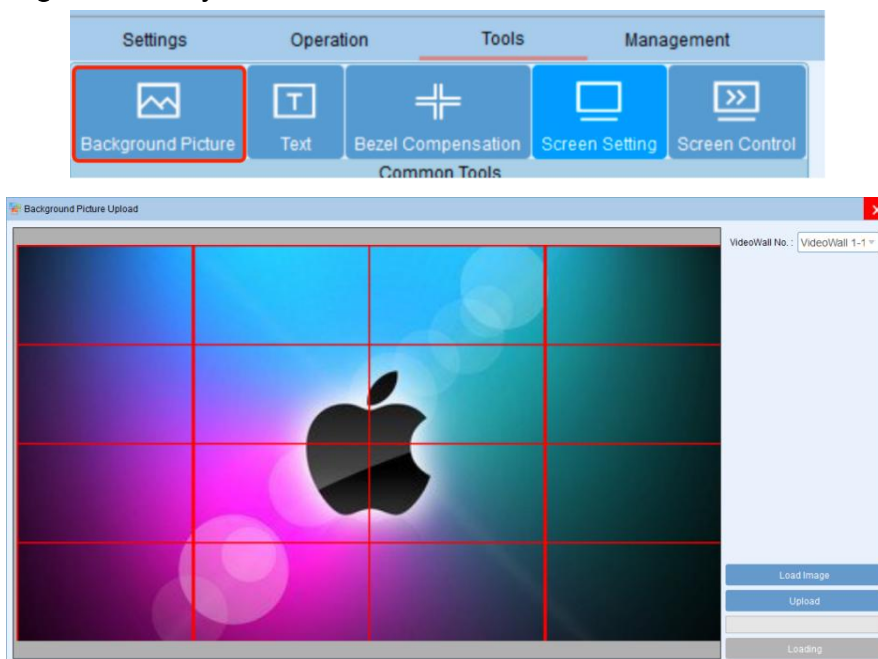 Settings Operation Tools Management
Background Picture Text Bezel Compensation Screen Setting Screen Control
Common Tools
Background Picture Upload
VideoWall No. : VideoWall 1-1
Load Image
Upload
Loading